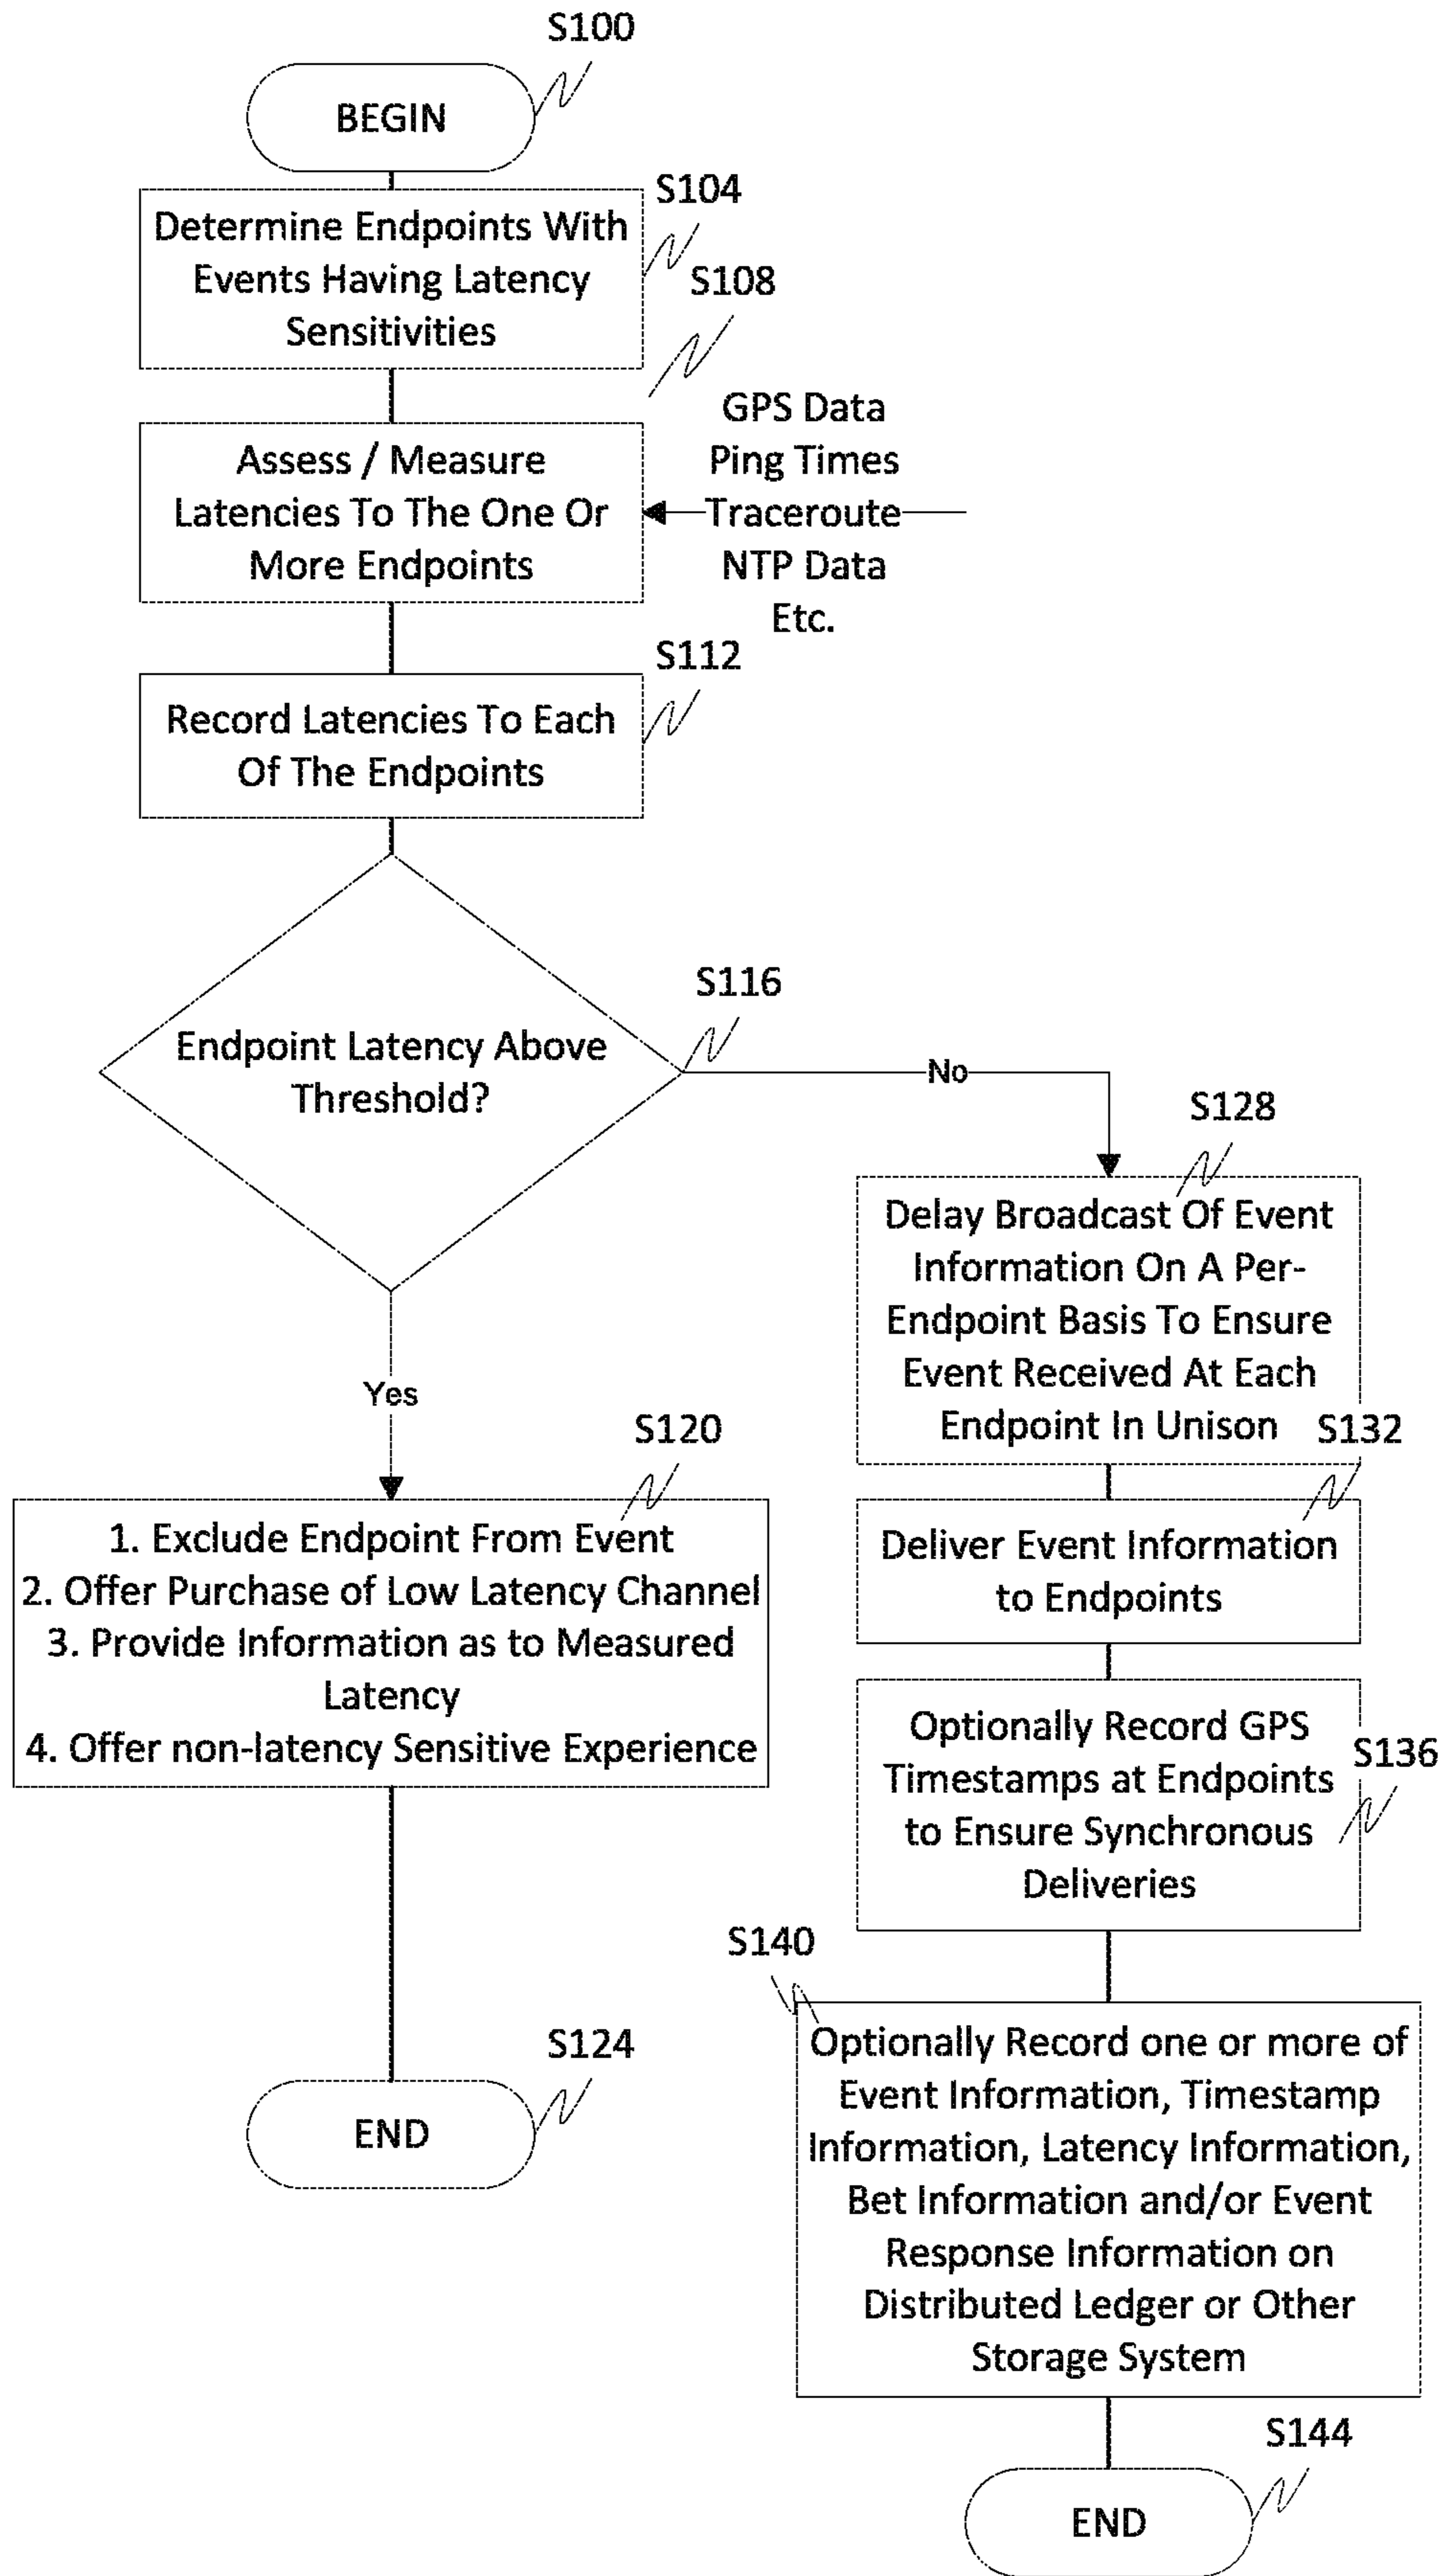 S100
BEGIN
S104
Determine Endpoints With
Events Having Latency
Sensitivities
S108
GPS Data
Ping Times
Traceroute
NTP Data
Etc.
Assess / Measure
Latencies To The One Or
More Endpoints
S112
Record Latencies To Each
Of The Endpoints
S116
Endpoint Latency Above
Threshold?
No
Yes
S120
1. Exclude Endpoint From Event
2. Offer Purchase of Low Latency Channel
3. Provide Information as to Measured
Latency
4. Offer non-latency Sensitive Experience
S124
END
S128
Delay Broadcast Of Event
Information On A Per-
Endpoint Basis To Ensure
Event Received At Each
Endpoint In Unison
S132
Deliver Event Information
to Endpoints
Optionally Record GPS
Timestamps at Endpoints
to Ensure Synchronous
Deliveries
S136
S140
Optionally Record one or more of
Event Information, Timestamp
Information, Latency Information,
Bet Information and/or Event
Response Information on
Distributed Ledger or Other
Storage System
S144
END